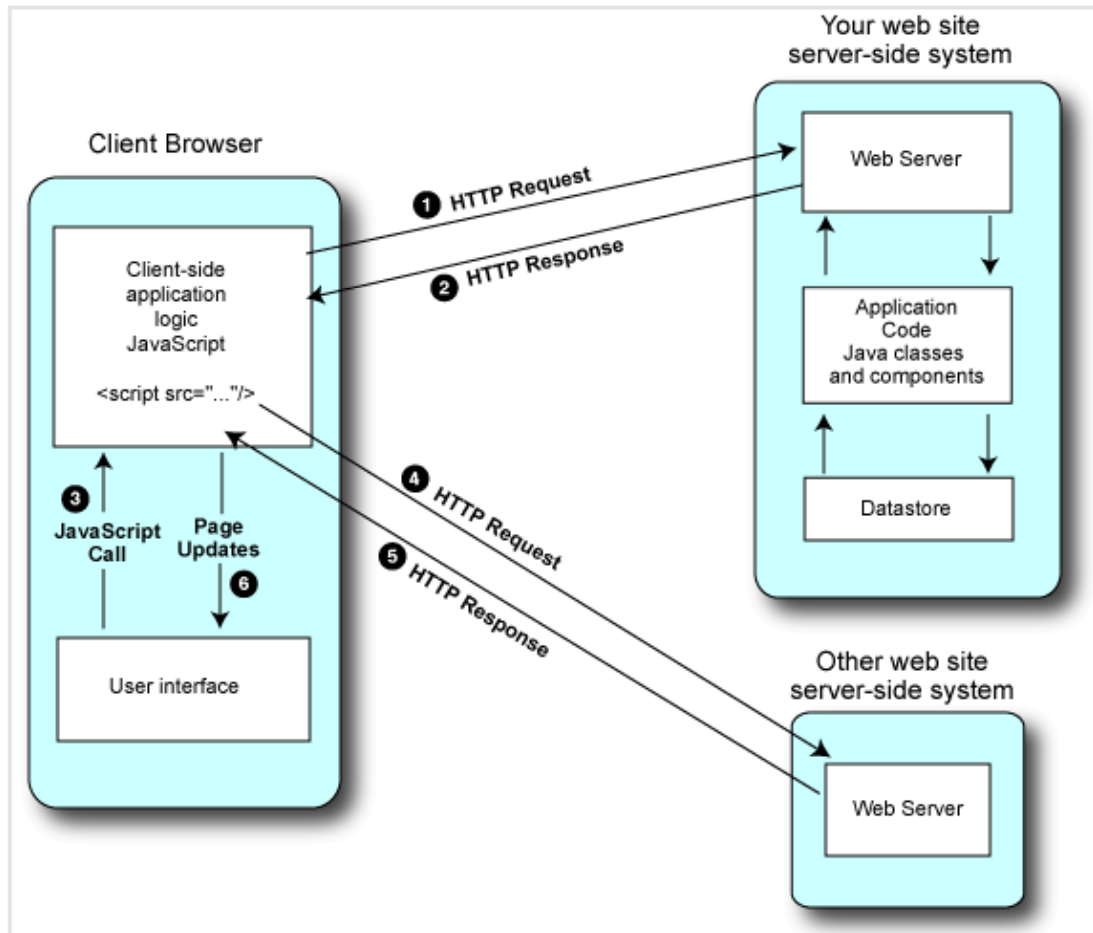 Your web site
server-side system
Client Browser
Web Server
1 HTTP Request
2 HTTP Response
Client-side
application
logic
JavaScript
<script src="..."/>
Application
Code
Java classes
and components
3
JavaScript
Call
Page
Updates
6
4 HTTP Request
5 HTTP Response
Datastore
User interface
Other web site
server-side system
Web Server